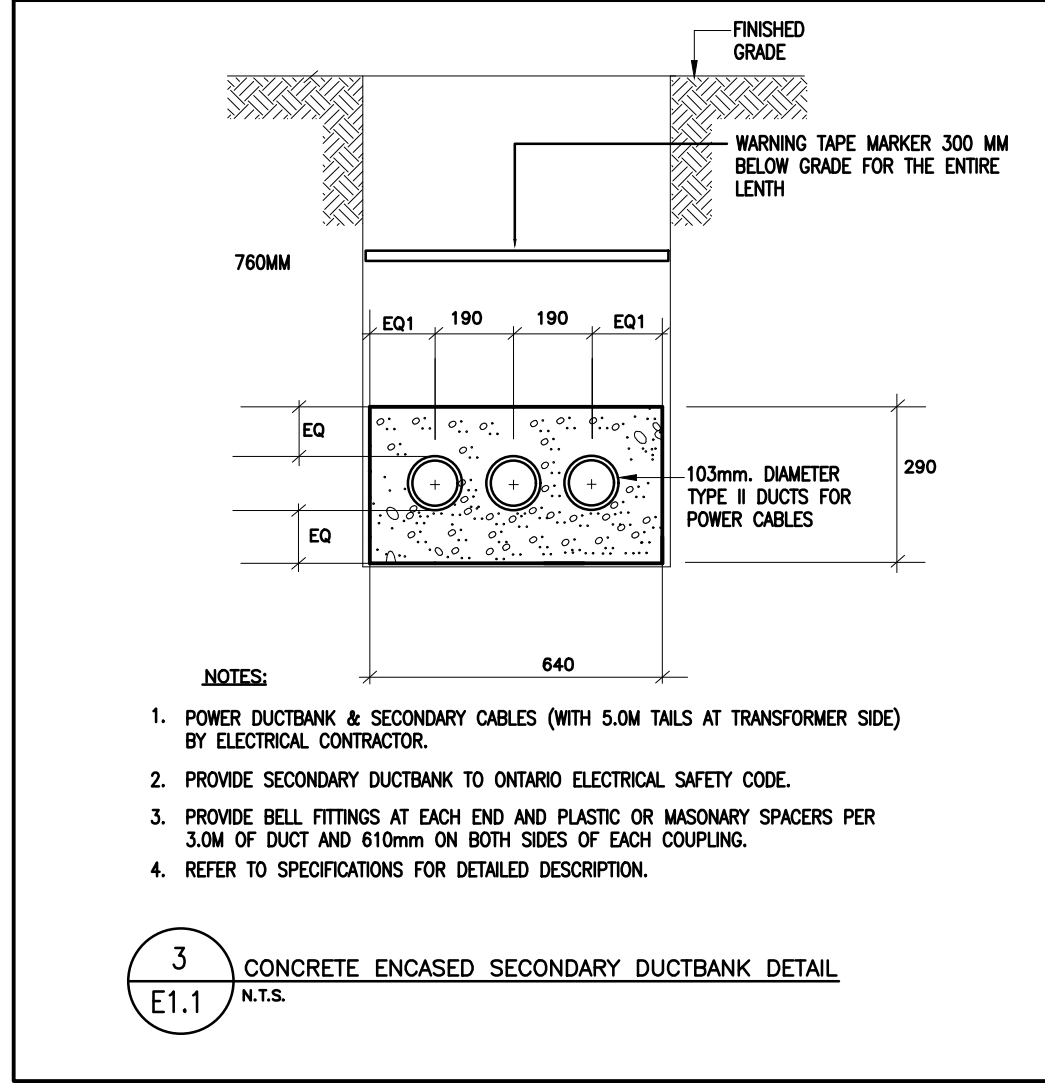 FINISHED
GRADE
WARNING TAPE MARKER 300 MM
BELOW GRADE FOR THE ENTIRE
LENTH
760MM
EQ1 190 190 EQ1
EQ
290
103mm. DIAMETER
TYPE II DUCTS FOR
POWER CABLES
EQ
640
NOTES:
1. POWER DUCTBANK & SECONDARY CABLES (WITH 5.0M TAILS AT TRANSFORMER SIDE)
BY ELECTRICAL CONTRACTOR.
2. PROVIDE SECONDARY DUCTBANK TO ONTARIO ELECTRICAL SAFETY CODE.
3. PROVIDE BELL FITTINGS AT EACH END AND PLASTIC OR MASONARY SPACERS PER
3.0M OF DUCT AND 610mm ON BOTH SIDES OF EACH COUPLING.
4. REFER TO SPECIFICATIONS FOR DETAILED DESCRIPTION.
3
E1.1
CONCRETE ENCASED SECONDARY DUCTBANK DETAIL
N.T.S.